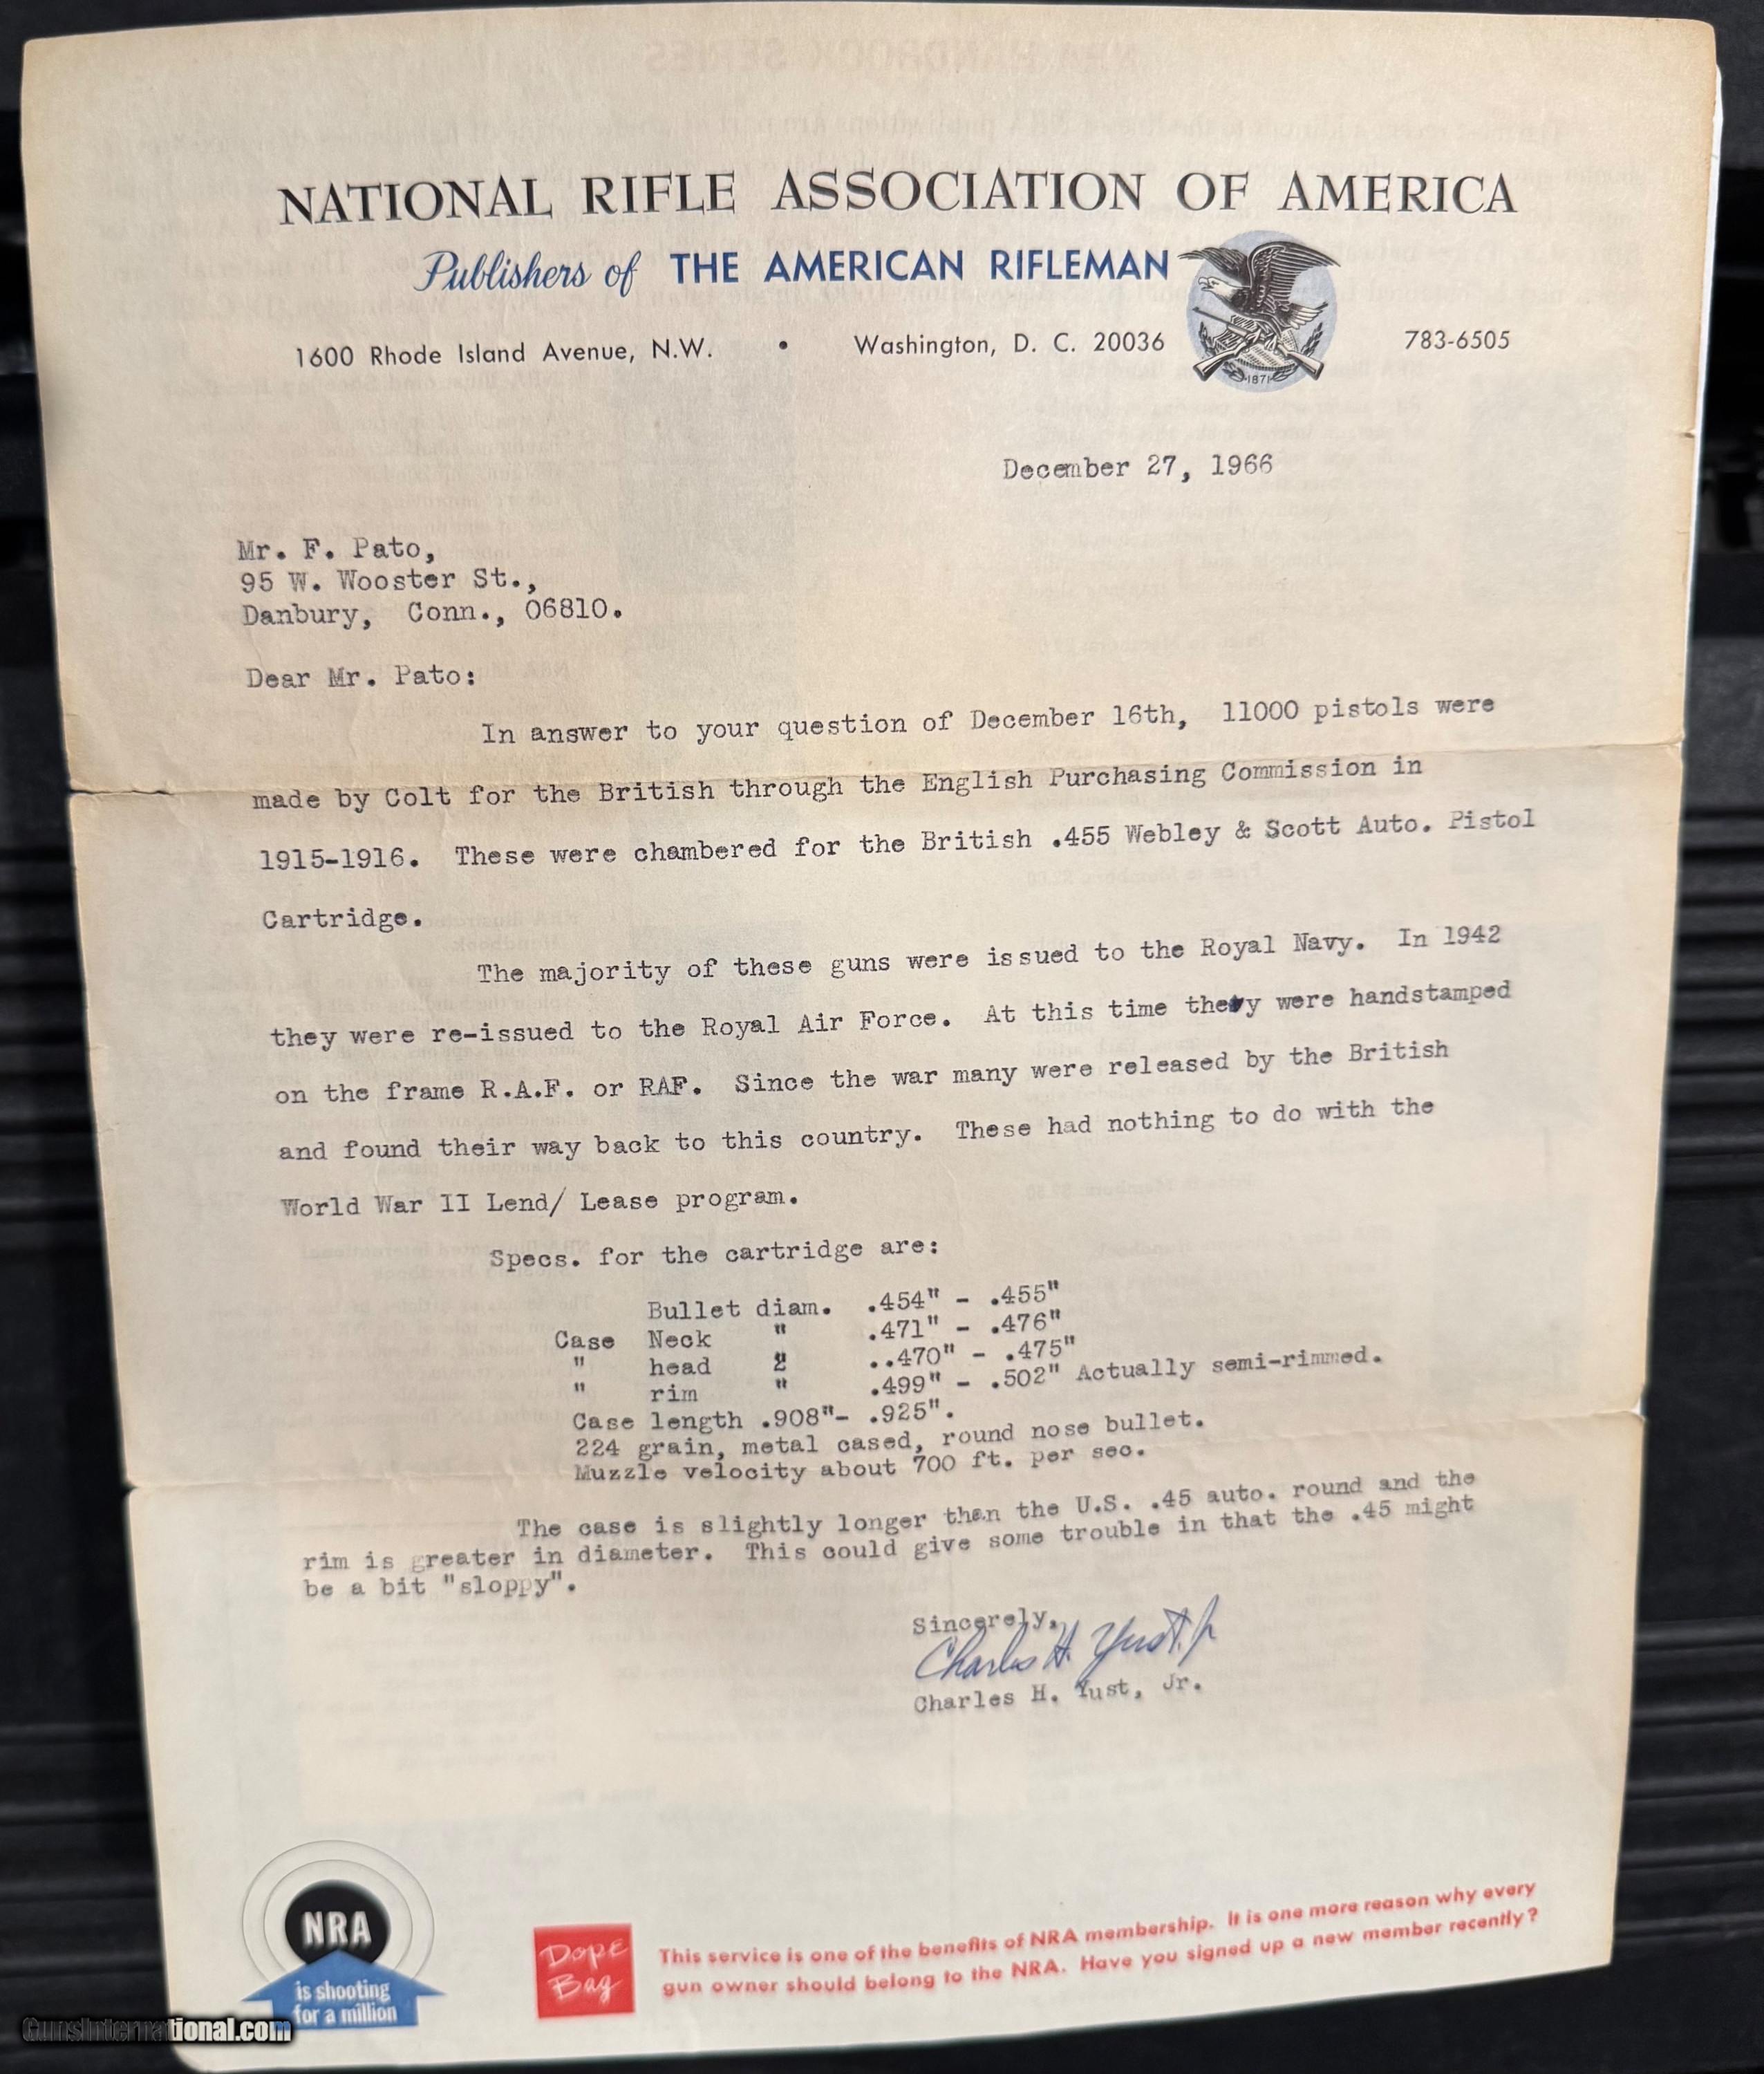 NATIONAL RIFLE ASSOCIATION OF AMERICA
Publishers of THE AMERICAN RIFLEMAN
1600 Rhode Island Avenue, N.W. • Washington, D. C. 20036 783-6505
1871
December 27, 1966
Mr. F. Pato,
95 W. Wooster St.,
Danbury, Conn., 06810.
Dear Mr. Pato:
In answer to your question of December 16th, 11000 pistols were
made by Colt for the British through the English Purchasing Commission in
1915-1916. These were chambered for the British .455 Webley & Scott Auto. Pistol
Cartridge.
The majority of these guns were issued to the Royal Navy. In 1942
they were re-issued to the Royal Air Force. At this time they were handstamped
on the frame R.A.F. or RAF. Since the war many were released by the British
and found their way back to this country. These had nothing to do with the
World War II Lend/ Lease program.
Specs. for the cartridge are:
Bullet diam. .454" - .455"
Case Neck " .471" - .476"
" head " ..470" - .475"
" rim " .499" - .502" Actually semi-rimmed.
Case length .908"- .925".
224 grain, metal cased, round nose bullet.
Muzzle velocity about 700 ft. per sec.
The case is slightly longer than the U.S. .45 auto. round and the
rim is greater in diameter. This could give some trouble in that the .45 might
be a bit "sloppy".
Sincerely,
Charles H. Yust, Jr
Charles H. Yust, Jr.
NRA
is shooting
for a million
Dope
Bag
This service is one of the benefits of NRA membership. It is one more reason why every
gun owner should belong to the NRA. Have you signed up a new member recently?
GunsInternational.com